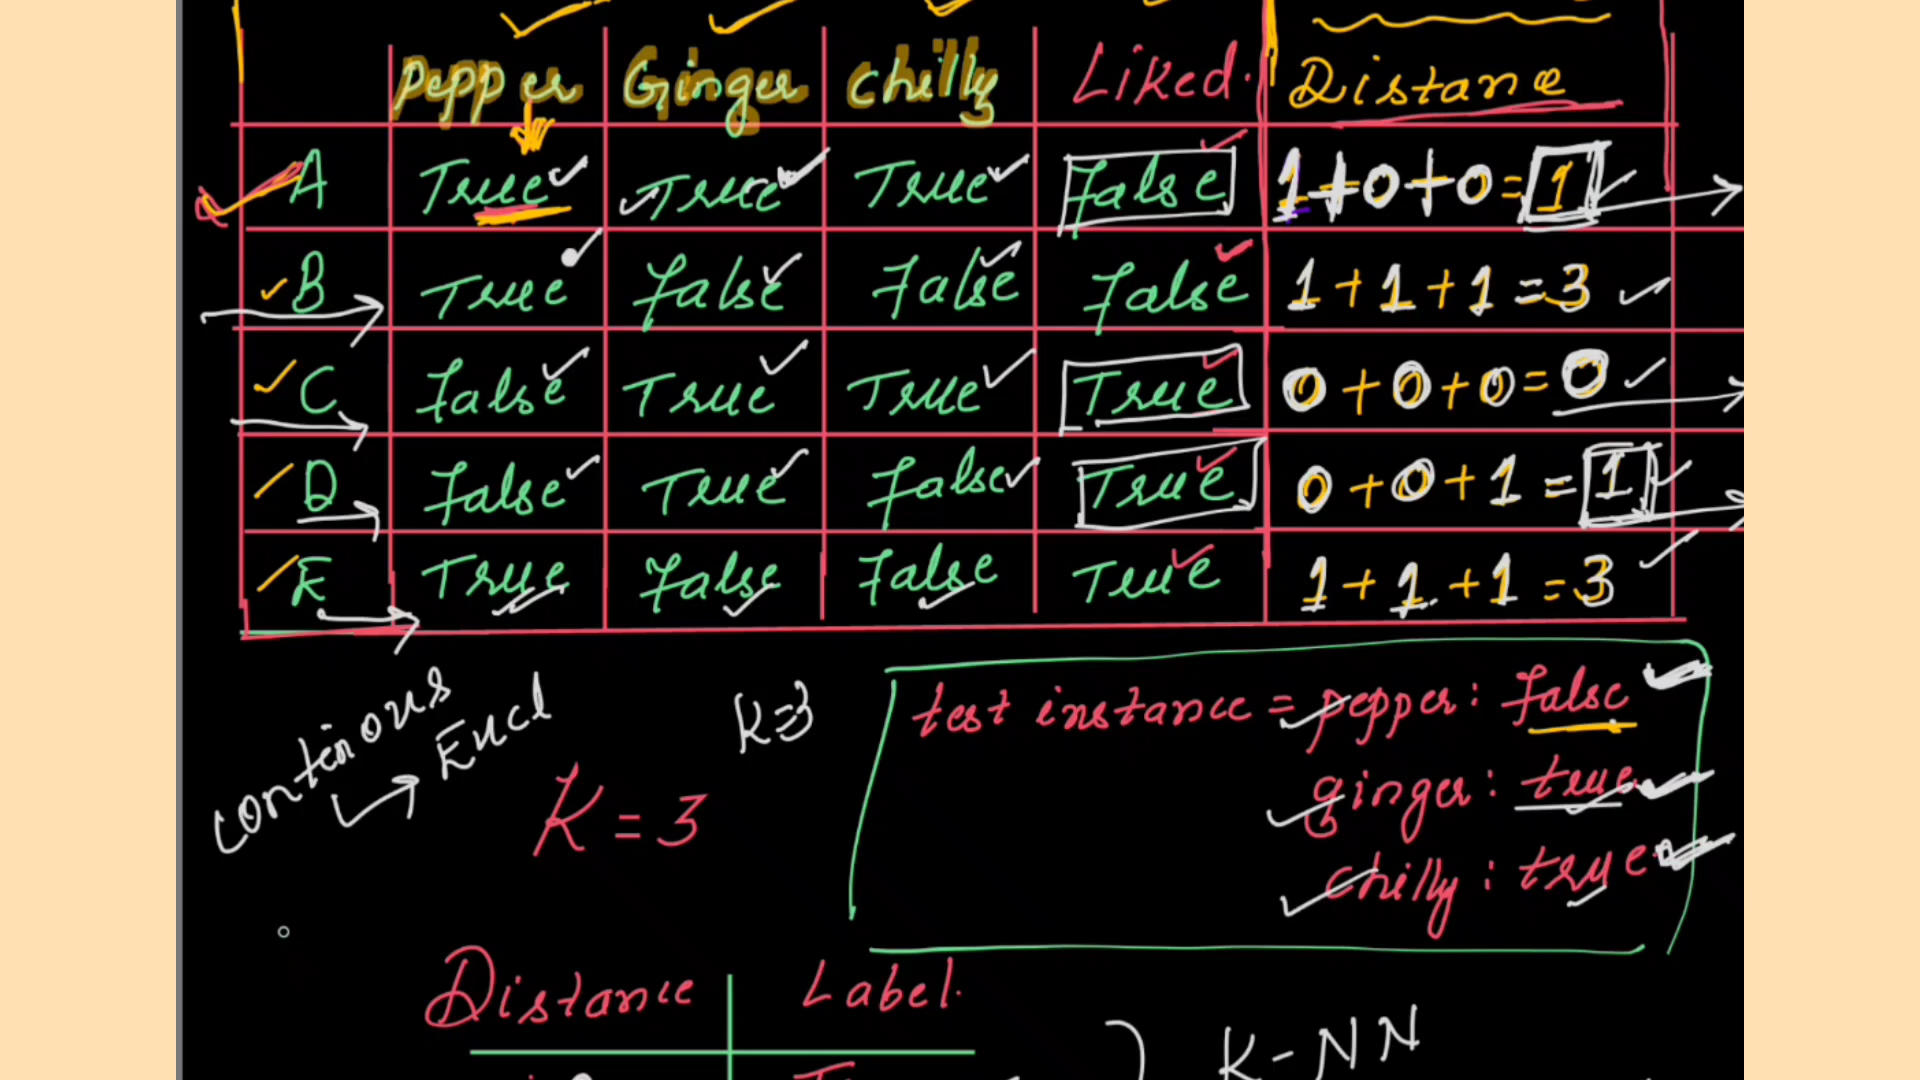 Pepper Ginger chilly Liked. Distance
A True True True False 1+0+0=1
B True False False False 1+1+1=3
C False True True True 0+0+0=0
D False True False True 0+0+1=1
E True False False True 1+1+1=3
continous
Eucl
K=3
K=3
test instance = pepper: false
ginger: true
chilly: true
Distance Label.
K-NN